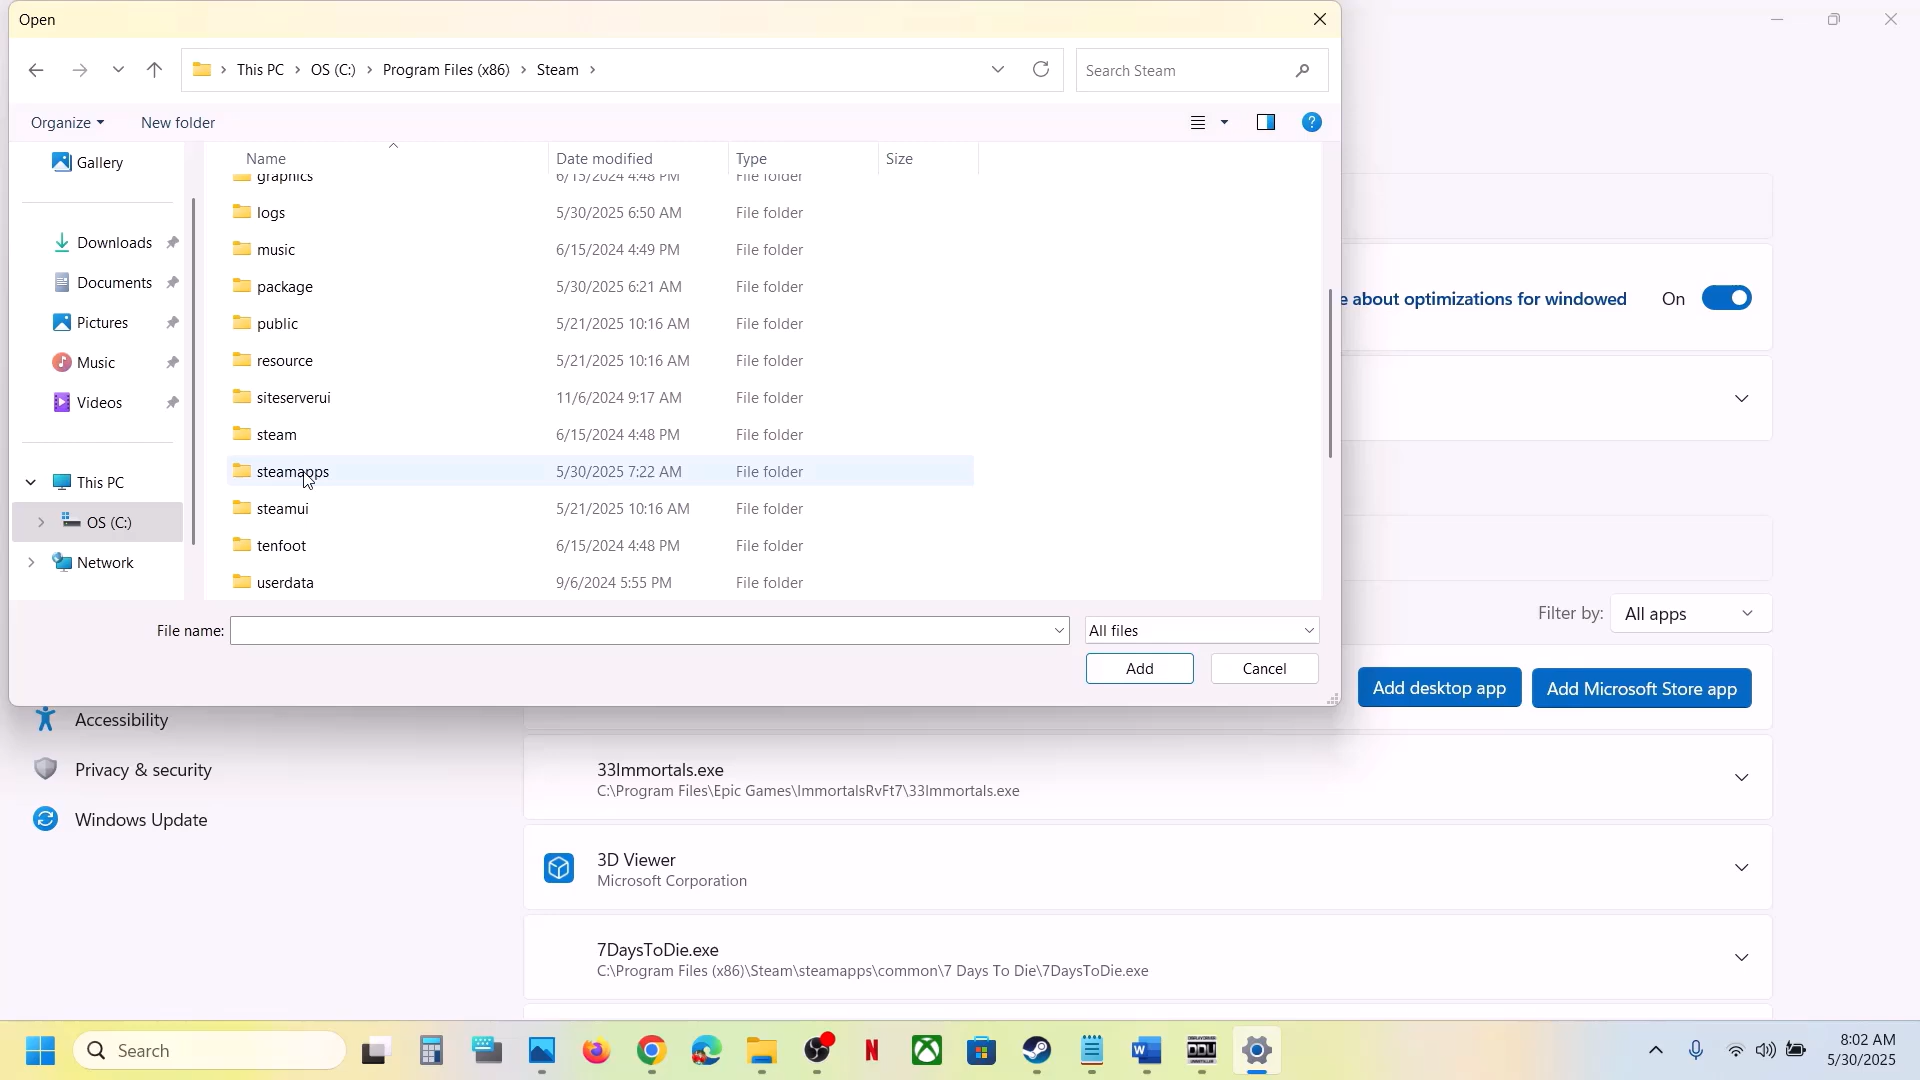 Open
This PC > OS (C:) > Program Files (x86) > Steam >
Search Steam
Organize
New folder
Name Date modified Type Size
Gallery
Downloads
Documents
Pictures
Music
Videos
This PC
OS (C:)
Network
graphics 6/15/2024 4:48 PM File folder
logs 5/30/2025 6:50 AM File folder
music 6/15/2024 4:49 PM File folder
package 5/30/2025 6:21 AM File folder
public 5/21/2025 10:16 AM File folder
resource 5/21/2025 10:16 AM File folder
siteserverui 11/6/2024 9:17 AM File folder
steam 6/15/2024 4:48 PM File folder
steamapps 5/30/2025 7:22 AM File folder
steamui 5/21/2025 10:16 AM File folder
tenfoot 6/15/2024 4:48 PM File folder
userdata 9/6/2024 5:55 PM File folder
File name:
All files
Add
Cancel
e about optimizations for windowed
On
Filter by:
All apps
Add desktop app
Add Microsoft Store app
Accessibility
Privacy & security
Windows Update
33Immortals.exe
C:\Program Files\Epic Games\ImmortalsRvFt7\33Immortals.exe
3D Viewer
Microsoft Corporation
7DaysToDie.exe
C:\Program Files (x86)\Steam\steamapps\common\7 Days To Die\7DaysToDie.exe
Search
DDU
8:02 AM
5/30/2025